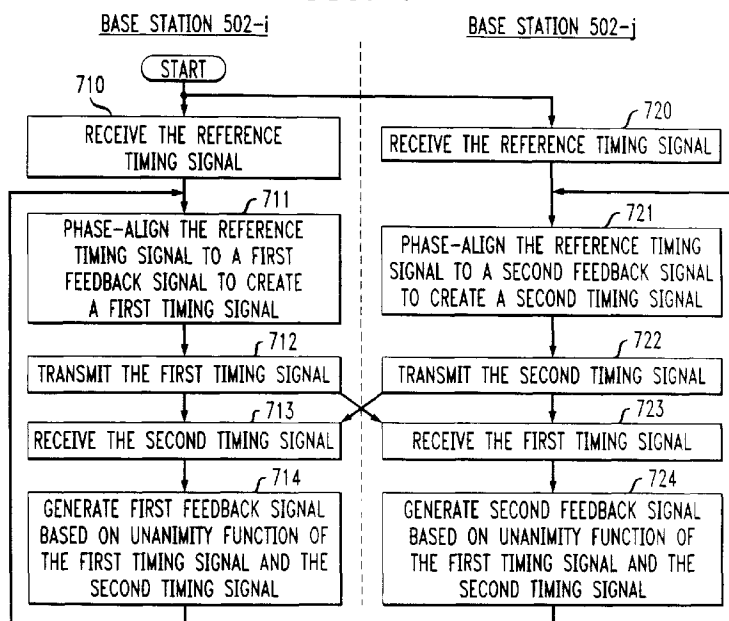 BASE STATION 502-i
BASE STATION 502-j
START
710
RECEIVE THE REFERENCE
TIMING SIGNAL
720
RECEIVE THE REFERENCE TIMING SIGNAL
711
PHASE-ALIGN THE REFERENCE
TIMING SIGNAL TO A FIRST
FEEDBACK SIGNAL TO CREATE
A FIRST TIMING SIGNAL
721
PHASE-ALIGN THE REFERENCE TIMING
SIGNAL TO A SECOND FEEDBACK SIGNAL
TO CREATE A SECOND TIMING SIGNAL
712
TRANSMIT THE FIRST TIMING SIGNAL
722
TRANSMIT THE SECOND TIMING SIGNAL
713
RECEIVE THE SECOND TIMING SIGNAL
723
RECEIVE THE FIRST TIMING SIGNAL
714
GENERATE FIRST FEEDBACK SIGNAL
BASED ON UNANIMITY FUNCTION OF
THE FIRST TIMING SIGNAL AND THE
SECOND TIMING SIGNAL
724
GENERATE SECOND FEEDBACK SIGNAL
BASED ON UNANIMITY FUNCTION OF
THE FIRST TIMING SIGNAL AND THE
SECOND TIMING SIGNAL